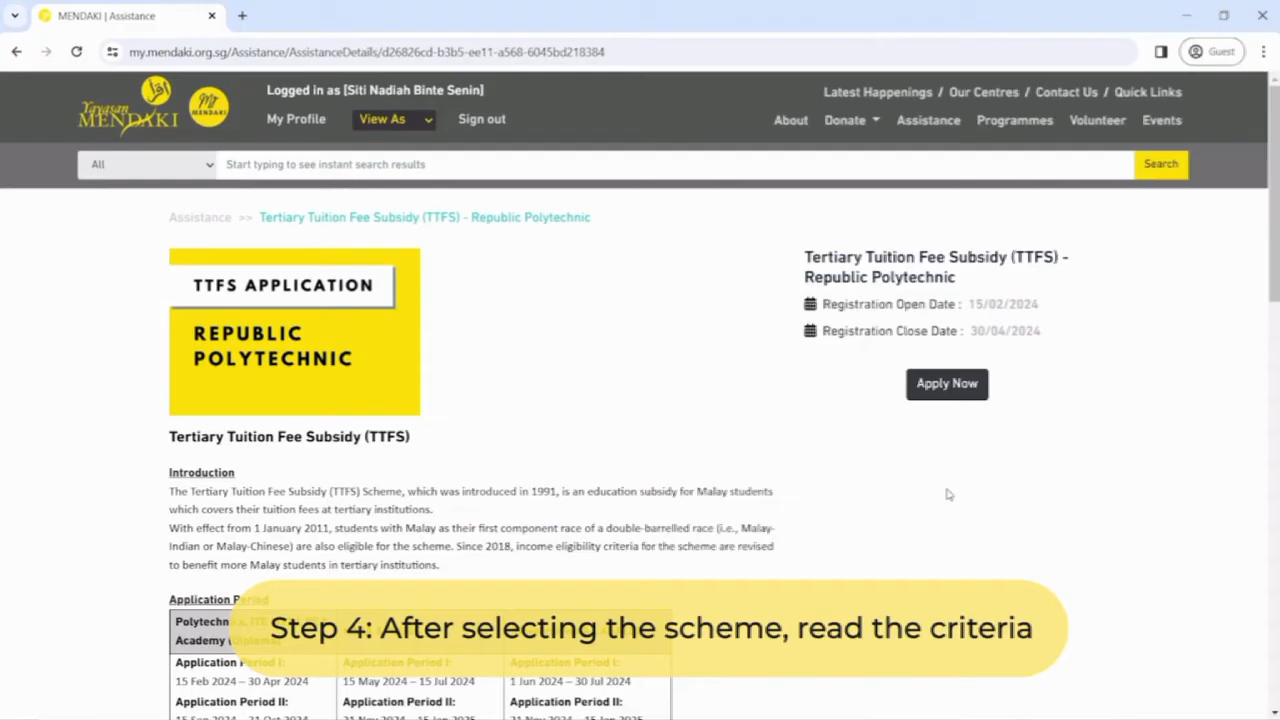 MENDAKI | Assistance
my.mendaki.org.sg/Assistance/AssistanceDetails/d26826cd-b3b5-ee11-a568-6045bd218384
Guest
Yayasan
MENDAKI
MENDAKI
Logged in as [Siti Nadiah Binte Senin]
My Profile View As Sign out
Latest Happenings / Our Centres / Contact Us / Quick Links
About Donate Assistance Programmes Volunteer Events
All Start typing to see instant search results Search
Assistance >> Tertiary Tuition Fee Subsidy (TTFS) - Republic Polytechnic
TTFS APPLICATION
REPUBLIC
POLYTECHNIC
Tertiary Tuition Fee Subsidy (TTFS) -
Republic Polytechnic
Registration Open Date : 15/02/2024
Registration Close Date : 30/04/2024
Apply Now
Tertiary Tuition Fee Subsidy (TTFS)
Introduction
The Tertiary Tuition Fee Subsidy (TTFS) Scheme, which was introduced in 1991, is an education subsidy for Malay students
which covers their tuition fees at tertiary institutions.
With effect from 1 January 2011, students with Malay as their first component race of a double-barrelled race (i.e., Malay-
Indian or Malay-Chinese) are also eligible for the scheme. Since 2018, income eligibility criteria for the scheme are revised
to benefit more Malay students in tertiary institutions.
Application Period
Academy
Step 4: After selecting the scheme, read the criteria
Application Period I: Application Period I: Application Period I:
15 Feb 2024 – 30 Apr 2024 15 May 2024 – 15 Jul 2024 1 Jun 2024 – 30 Jul 2024
Application Period II: Application Period II: Application Period II: